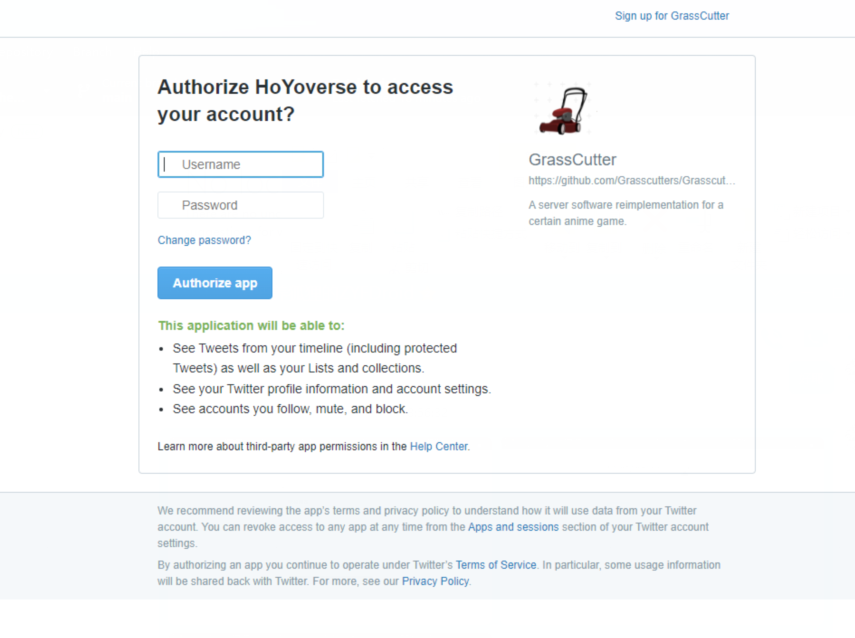 Sign up for GrassCutter
Authorize HoYoverse to access
your account?
Username
Password
Change password?
Authorize app
This application will be able to:
• See Tweets from your timeline (including protected
Tweets) as well as your Lists and collections.
• See your Twitter profile information and account settings.
• See accounts you follow, mute, and block.
Learn more about third-party app permissions in the Help Center.
GrassCutter
https://github.com/Grasscutters/Grasscut...
A server software reimplementation for a
certain anime game.
We recommend reviewing the app's terms and privacy policy to understand how it will use data from your Twitter
account. You can revoke access to any app at any time from the Apps and sessions section of your Twitter account
settings.
By authorizing an app you continue to operate under Twitter's Terms of Service. In particular, some usage information
will be shared back with Twitter. For more, see our Privacy Policy.